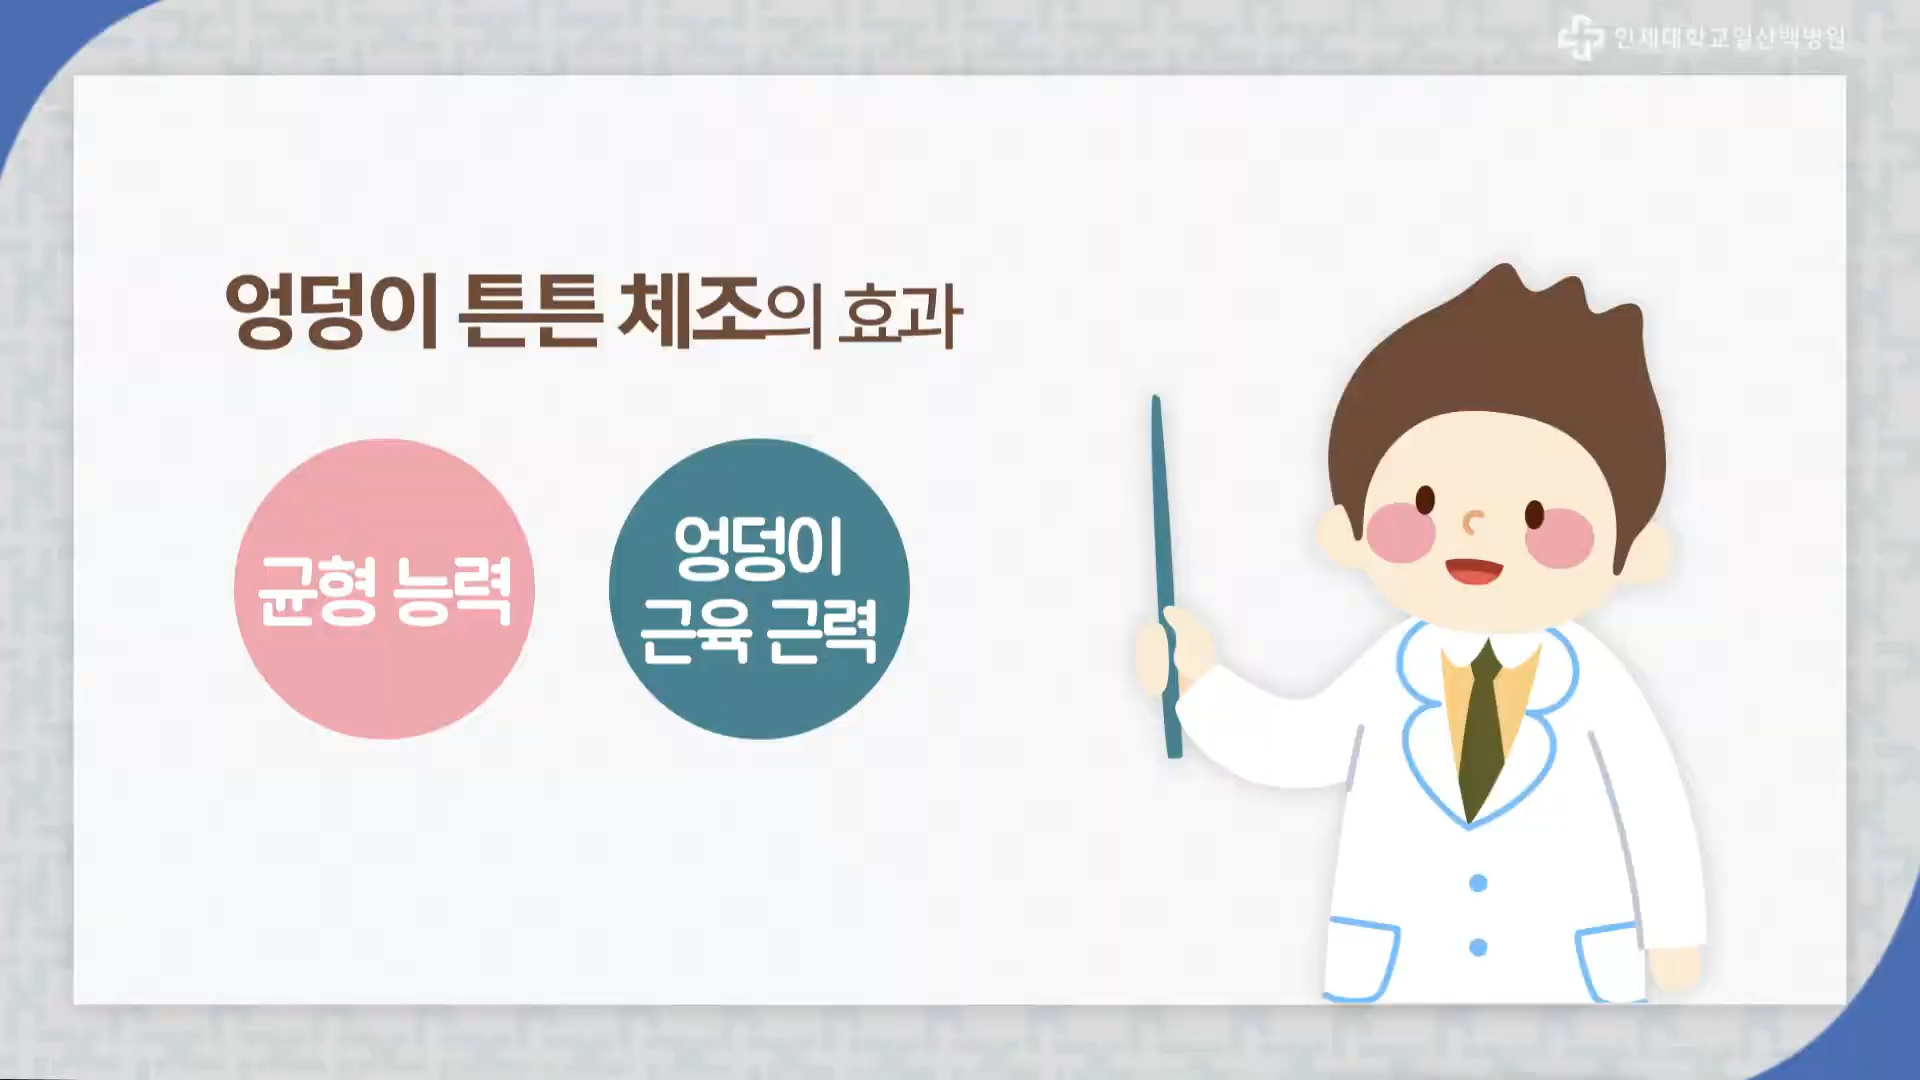 인제대학교일산백병원
엉덩이 튼튼 체조의 효과
균형 능력
엉덩이
근육 근력